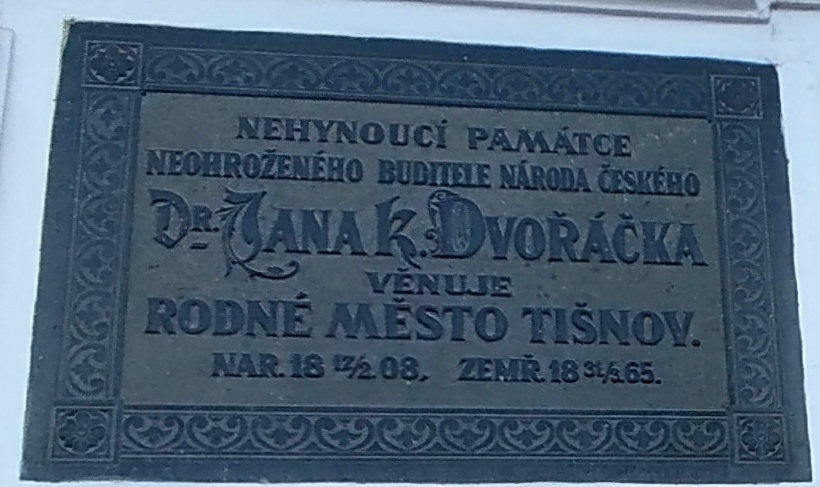 NEHYNOUCÍ PAMÁTCE
NEOHROŽENÉHO BUDITELE NÁRODA ČESKÉHO
DR. JANA K. DVOŘÁČKA
VĚNUJE
RODNÉ MĚSTO TIŠNOV.
NAR. 18 12/2 08. ZEMŘ. 18 31/5 65.